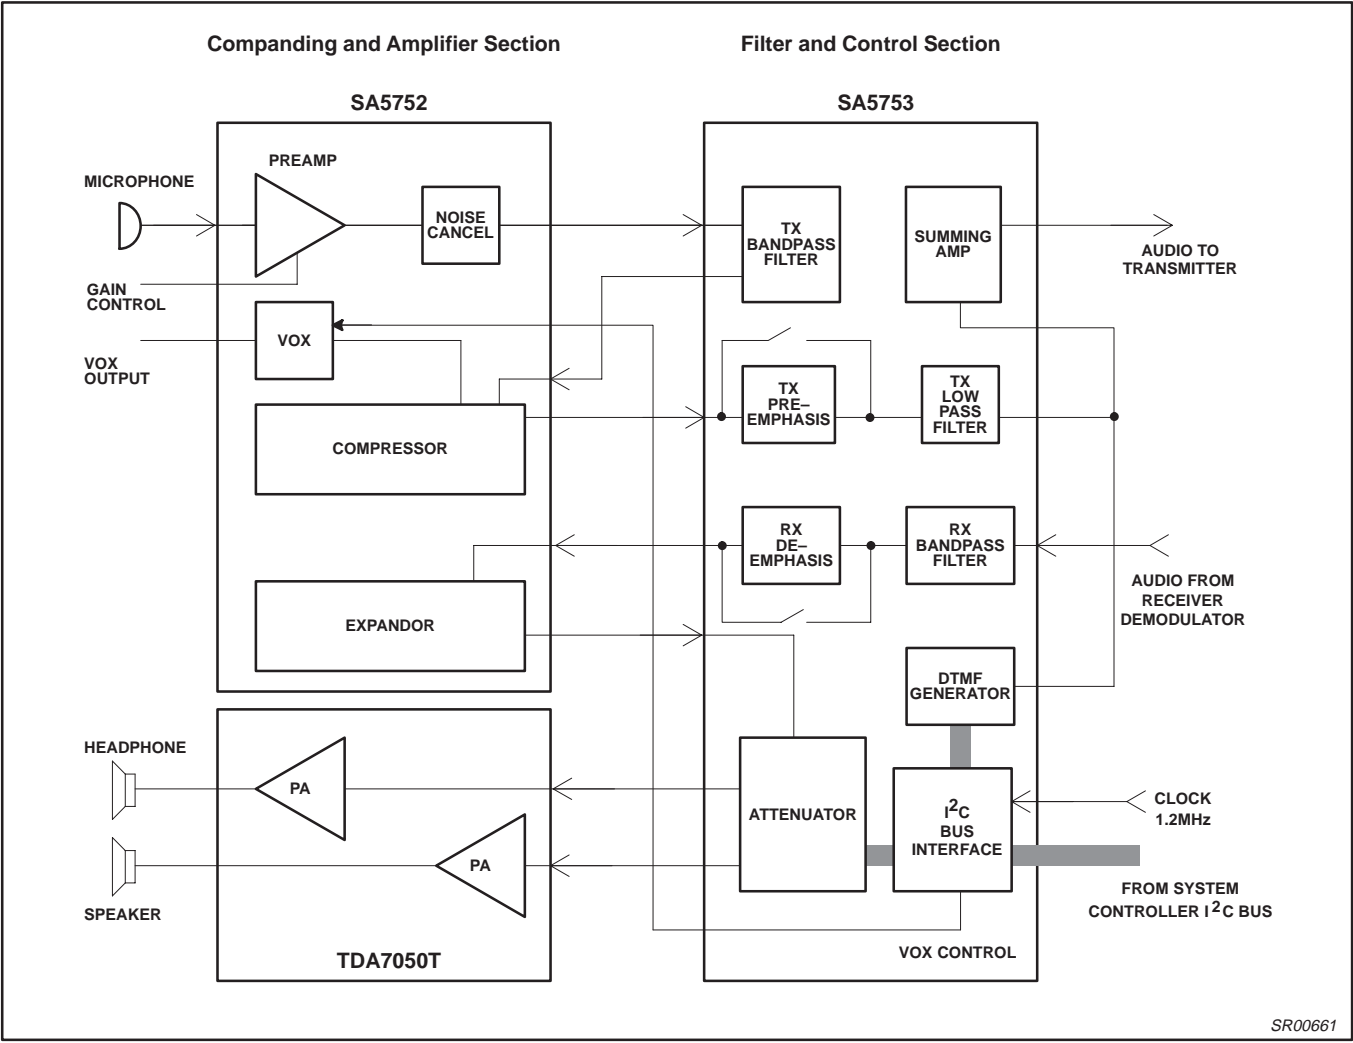 Companding and Amplifier Section
Filter and Control Section
SA5752
SA5753
PREAMP
MICROPHONE
NOISE
CANCEL
TX
BANDPASS
FILTER
SUMMING
AMP
AUDIO TO
TRANSMITTER
GAIN
CONTROL
VOX
VOX
OUTPUT
TX
PRE–
EMPHASIS
TX
LOW
PASS
FILTER
COMPRESSOR
RX
DE–
EMPHASIS
RX
BANDPASS
FILTER
AUDIO FROM
RECEIVER
DEMODULATOR
EXPANDOR
DTMF
GENERATOR
HEADPHONE
PA
ATTENUATOR
I²C
BUS
INTERFACE
CLOCK
1.2MHz
PA
SPEAKER
FROM SYSTEM
CONTROLLER I²C BUS
TDA7050T
VOX CONTROL
SR00661